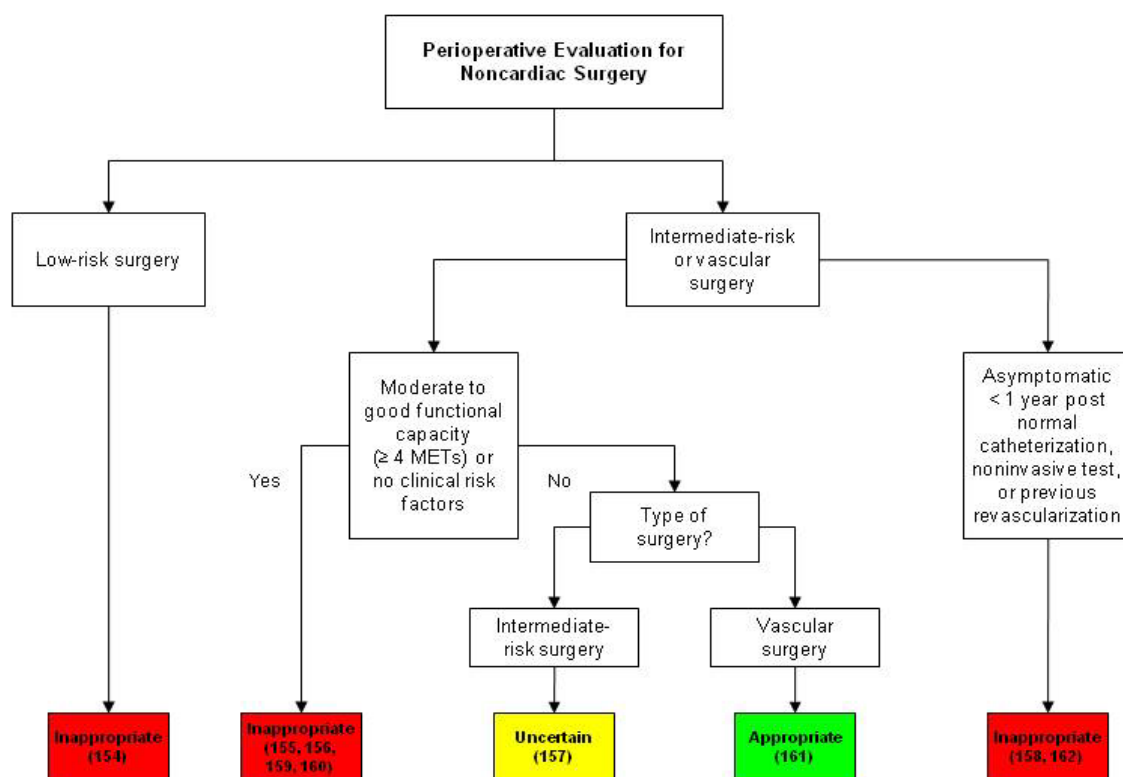 Perioperative Evaluation for
Noncardiac Surgery
Low-risk surgery
Intermediate-risk
or vascular
surgery
Moderate to
good functional
capacity
(≥ 4 METs) or
no clinical risk
factors
Asymptomatic
< 1 year post
normal
catheterization,
noninvasive test,
or previous
revascularization
Yes
No
Type of
surgery?
Intermediate-
risk surgery
Vascular
surgery
Inappropriate
(154)
Inappropriate
(155, 156,
159, 160)
Uncertain
(157)
Appropriate
(161)
Inappropriate
(158, 162)